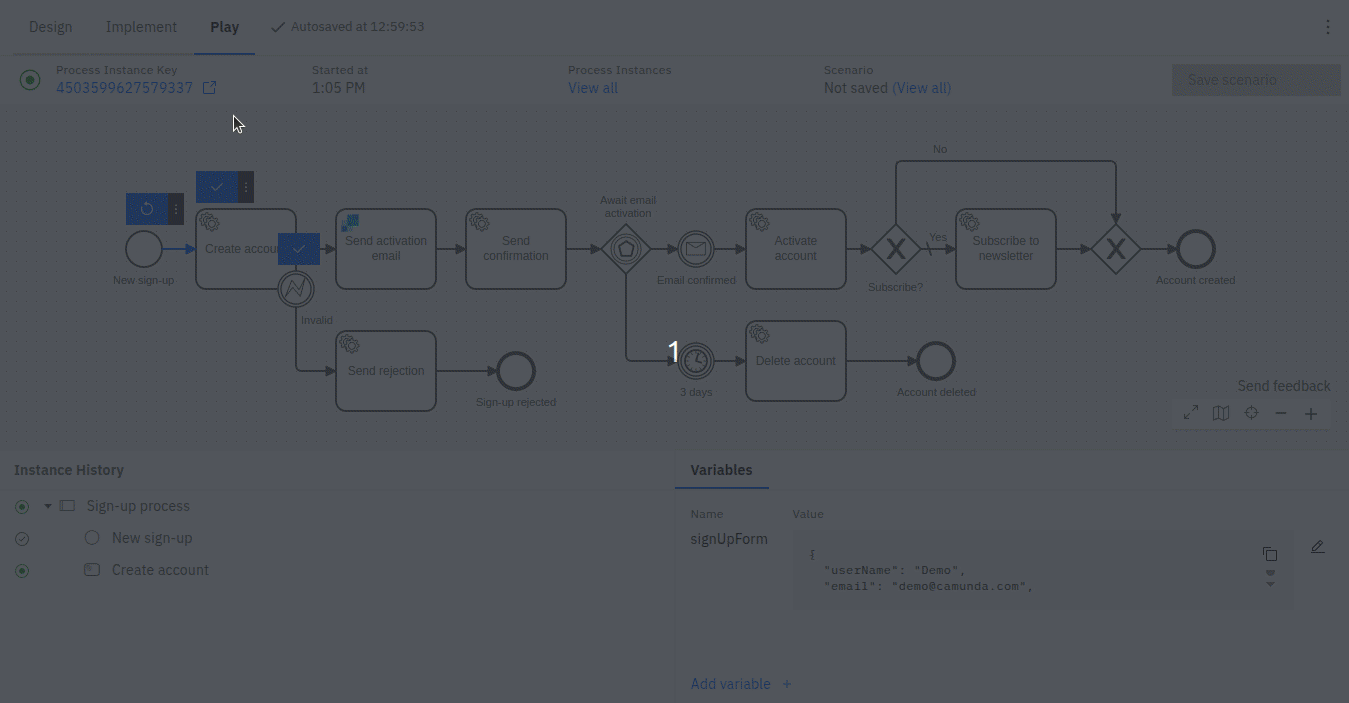 Design Implement Play Autosaved at 12:59:53
Process Instance Key Started at Process Instances Scenario
4503599627579337 1:05 PM View all Not saved (View all) Save scenario
No
Await email
activation
Create accou Send activation
email Send
confirmation Activate
account Yes Subscribe to
newsletter
New sign-up Email confirmed Subscribe? Account created
Invalid
1
Send rejection Delete account
Sign-up rejected 3 days Account deleted
Send feedback
Instance History Variables
Sign-up process
Name Value
New sign-up
signUpForm {
Create account
"userName": "Demo",
"email": "demo@camunda.com",
Add variable +